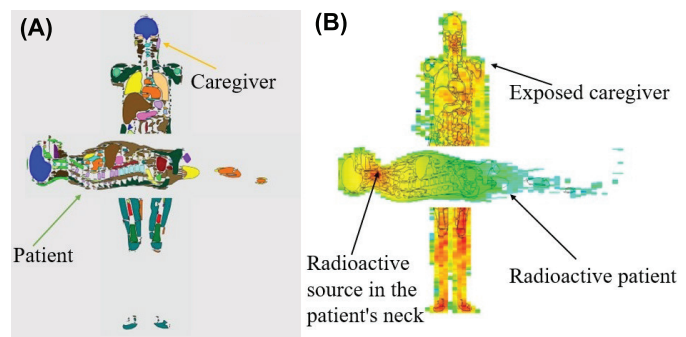 (A)
Caregiver
Patient
(B)
Exposed caregiver
Radioactive
source in the
patient's neck
Radioactive patient